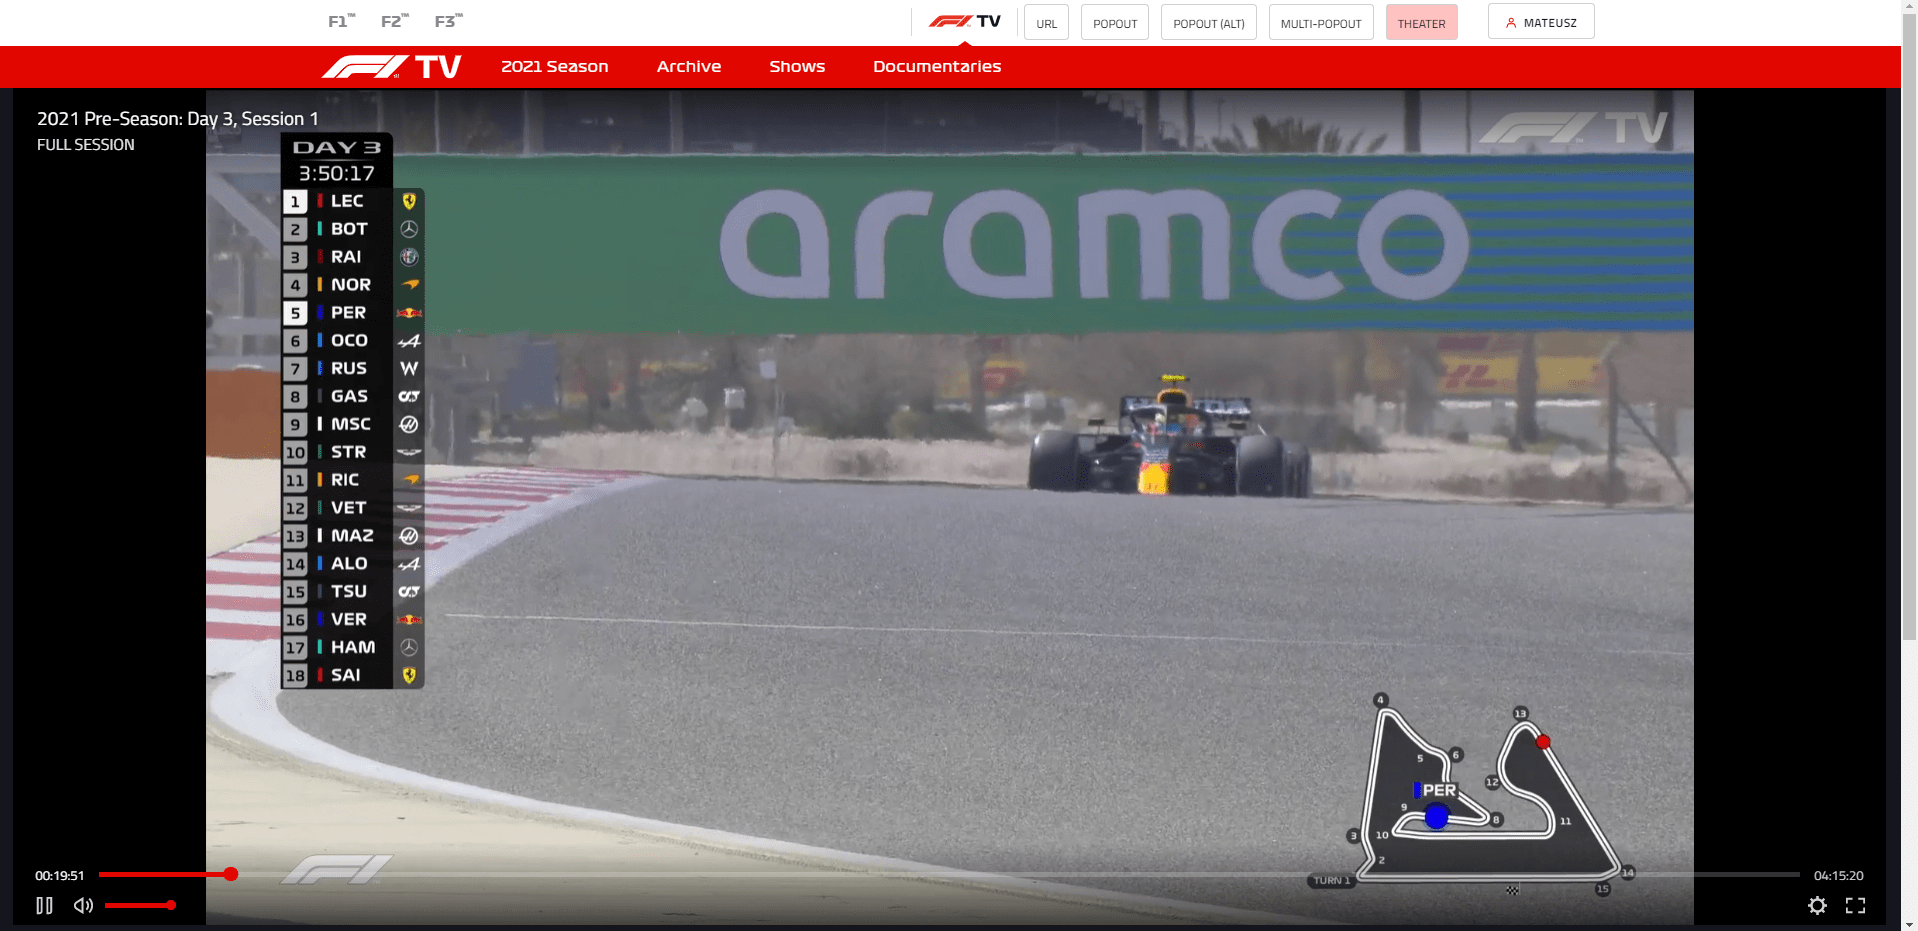 F1™ F2™ F3™
F1 TV
URL
POPOUT
POPOUT (ALT)
MULTI-POPOUT
THEATER
MATEUSZ
F1 TV
2021 Season
Archive
Shows
Documentaries
2021 Pre-Season: Day 3, Session 1
FULL SESSION
F1 TV
DAY 3
3:50:17
aramco
1 LEC
2 BOT
3 RAI
4 NOR
5 PER
6 OCO
7 RUS W
8 GAS
9 MSC
10 STR
11 RIC
12 VET
13 MAZ
14 ALO
15 TSU
16 VER
17 HAM
18 SAI
4
13
6
5
12
PER
9
8
11
3
10
2
14
TURN 1
15
F1
00:19:51
04:15:20